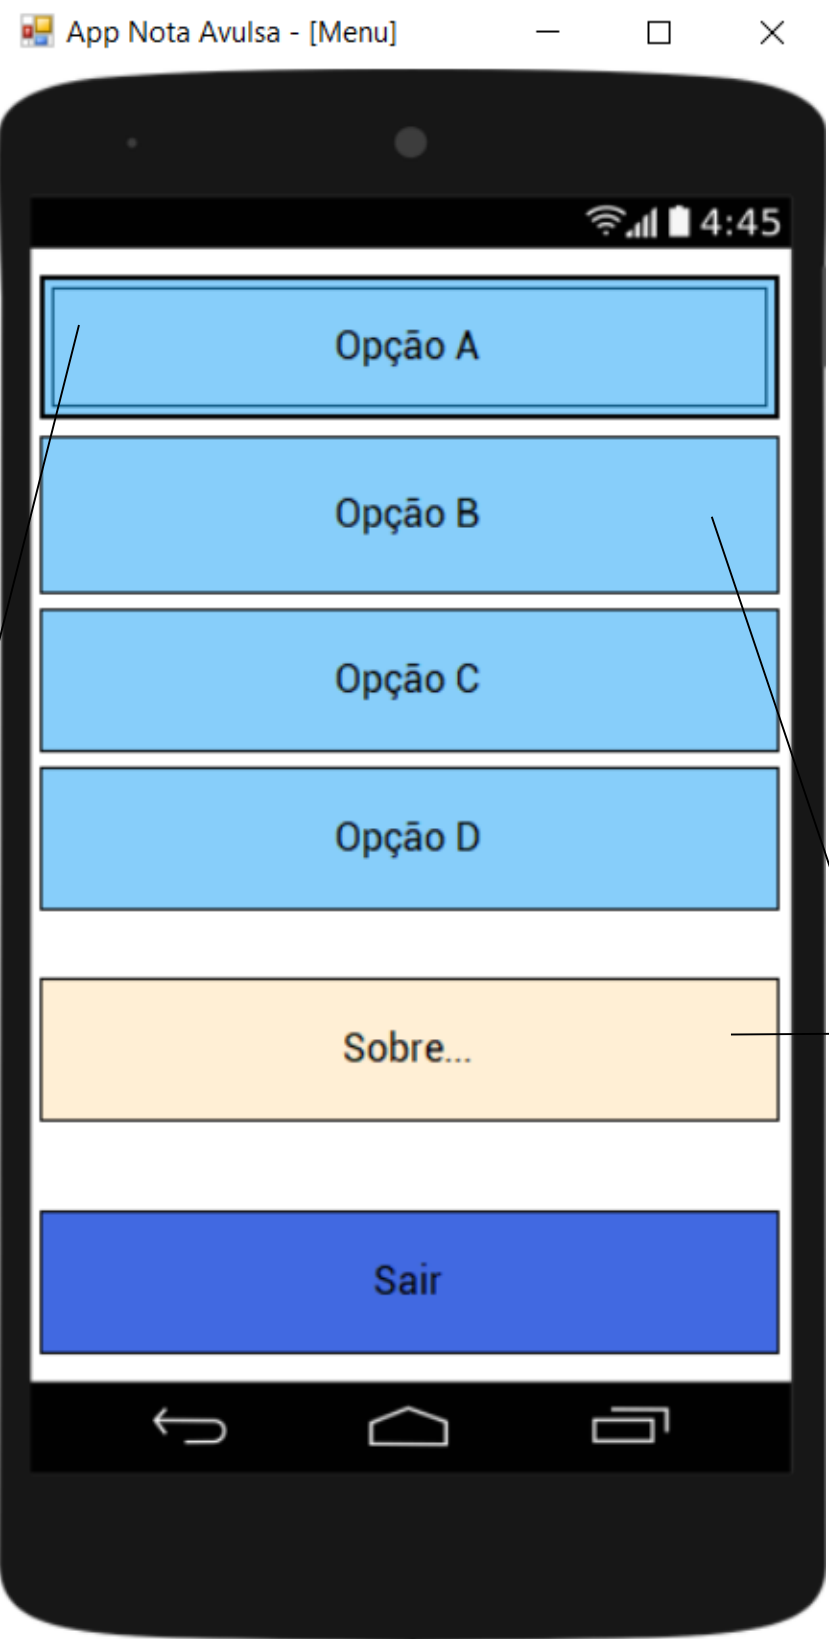 App Nota Avulsa - [Menu]
4:45
Opção A
Opção B
Opção C
Opção D
Sobre...
Sair